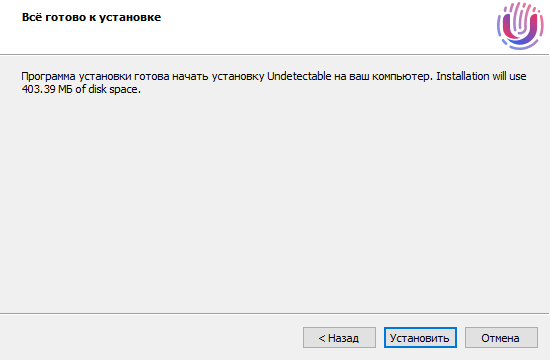 Всё готово к установке
Программа установки готова начать установку Undetectable на ваш компьютер. Installation will use
403.39 МБ of disk space.
< Назад
Установить
Отмена